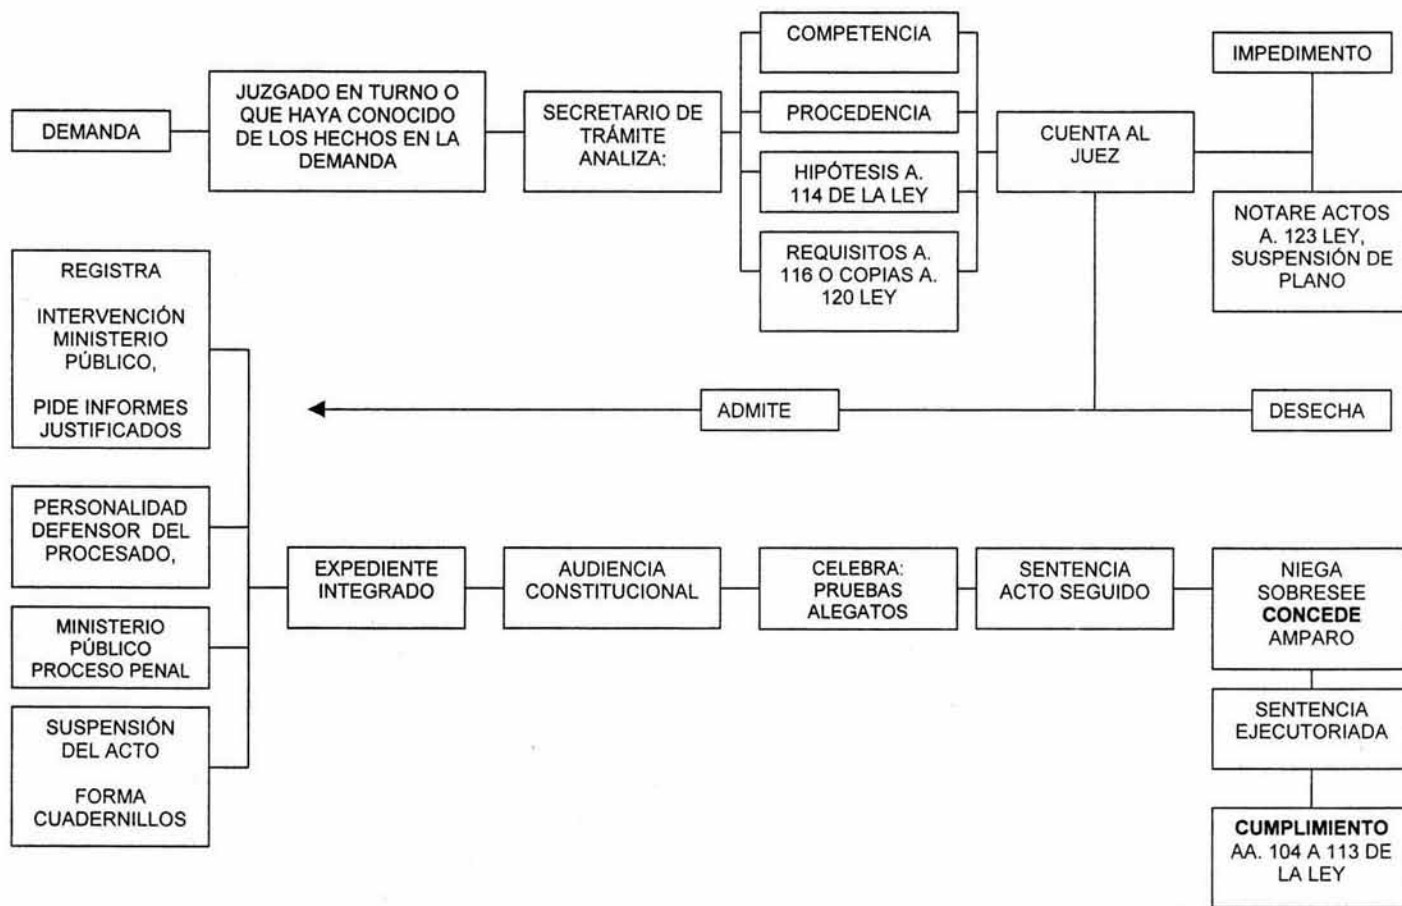 DEMANDA
JUZGADO EN TURNO O
QUE HAYA CONOCIDO
DE LOS HECHOS EN LA
DEMANDA
SECRETARIO DE
TRÁMITE
ANALIZA:
COMPETENCIA
PROCEDENCIA
HIPÓTESIS A.
114 DE LA LEY
REQUISITOS A.
116 O COPIAS A.
120 LEY
CUENTA AL
JUEZ
IMPEDIMENTO
NOTARE ACTOS
A. 123 LEY,
SUSPENSIÓN DE
PLANO
ADMITE
DESECHA
REGISTRA
INTERVENCIÓN
MINISTERIO
PÚBLICO,
PIDE INFORMES
JUSTIFICADOS
PERSONALIDAD
DEFENSOR DEL
PROCESADO,
MINISTERIO
PÚBLICO
PROCESO PENAL
SUSPENSIÓN
DEL ACTO
FORMA
CUADERNILLOS
EXPEDIENTE
INTEGRADO
AUDIENCIA
CONSTITUCIONAL
CELEBRA:
PRUEBAS
ALEGATOS
SENTENCIA
ACTO SEGUIDO
NIEGA
SOBRESEE
CONCEDE
AMPARO
SENTENCIA
EJECUTORIADA
CUMPLIMIENTO
AA. 104 A 113 DE
LA LEY